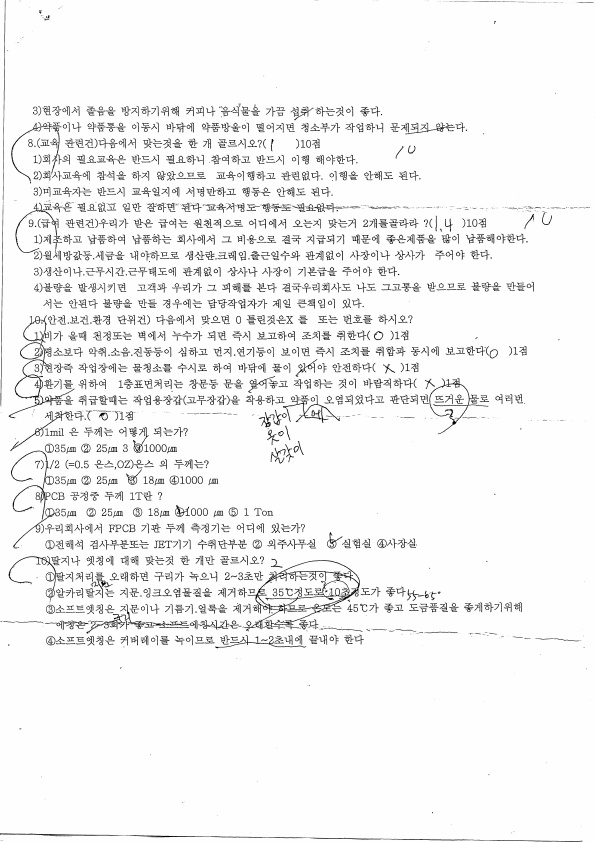 3)현장에서 졸음을 방지하기위해 커피나 음식물을 가끔 섭취 하는것이 좋다.
4)약품이나 약품통을 이동시 바닥에 약품방울이 떨어지면 청소부가 작업하니 문제되지 않는다.
8.(교육 관련건)다음에서 맞는것을 한 개 골르시오?( 1 )10점
10
1)회사의 필요교육은 반드시 필요하니 참여하고 반드시 이행 해야한다.
2)회사교육에 참석을 하지 않았으므로 교육이행하고 관련없다. 이행을 안해도 된다.
3)미교육자는 반드시 교육일지에 서명만하고 행동은 안해도 된다.
4)교육은 필요없고 일만 잘하면 된다 교육서명도 행동도 필요없다.
9.(급여 관련건)우리가 받은 급여는 원천적으로 어디에서 오는지 맞는거 2개를골라라 ?(1,4 )10점
10
1)제조하고 납품하여 납품하는 회사에서 그 비용으로 결국 지급되기 때문에 좋은제품을 많이 납품해야한다.
2)월세방값등.세금을 내야하므로 생산량.크레임.출근일수와 관계없이 사장이나 상사가 주어야 한다.
3)생산이나.근무시간.근무태도에 관계없이 상사나 사장이 기본급을 주어야 한다.
4)불량을 발생시키면 고객과 우리가 그 피해를 본다 결국우리회사도 나도 그고통을 받으므로 불량을 만들어
서는 안된다 불량을 만들 경우에는 담당작업자가 제일 큰책임이 있다.
10.(안전.보건.환경 단위건) 다음에서 맞으면 0 틀린것은X 를 또는 번호를 하시오?
1)비가 올때 천정또는 벽에서 누수가 되면 즉시 보고하여 조치를 취한다( O )1점
2)평소보다 악취.소음.진동등이 심하고 먼지.연기등이 보이면 즉시 조치를 취함과 동시에 보고한다( O )1점
3)현장즉 작업장에는 물청소를 수시로 하여 바닥에 물이 있어야 안전하다( X )1점
4)환기를 위하여 1층표면처리는 창문등 문을 열어놓고 작업하는 것이 바람직하다( X )1점
5)약품을 취급할때는 작업용장갑(고무장갑)을 착용하고 약품이 오염되었다고 판단되면 뜨거운 물로 여러번
세척한다.( O )1점
장갑이
옷이
살갗이
6)1mil 은 두께는 어떻게 되는가?
①35㎛ ② 25㎛ 3 ③1000㎛
7)1/2 (=0.5 온스,OZ)온스 의 두께는?
①35㎛ ② 25㎛ ③ 18㎛ ④1000 ㎛
8)PCB 공정중 두께 1T란 ?
①35㎛ ② 25㎛ ③ 18㎛ ④1000 ㎛ ⑤ 1 Ton
9)우리회사에서 FPCB 기판 두께 측정기는 어디에 있는가?
①전해석 검사부문또는 JET기기 수취단부분 ② 의주사무실 ③ 실험실 ④사장실
10)탈지나 엣칭에 대해 맞는것 한 개만 골르시오? 2
①탈지처리를 오래하면 구리가 녹으니 2~3초만 처리하는것이 좋다
②알카리탈지는 지문.잉크오염물질을 제거하므로 35℃정도로 10초정도가 좋다
③소프트엣칭은 지문이나 기름기.얼룩을 제거해야 하므로 온도는 45℃가 좋고 도금품질을 좋게하기위해
에칭은 2~3회가 좋고 소프트에칭시간은 오래할수록 좋다
④소프트엣칭은 커버레이를 녹이므로 반드시 1~2초내에 끝내야 한다